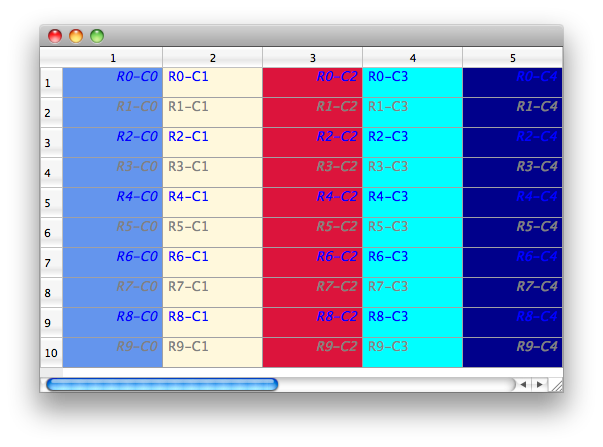 1 2 3 4 5
1 R0-C0 R0-C1 R0-C2 R0-C3 R0-C4
2 R1-C0 R1-C1 R1-C2 R1-C3 R1-C4
3 R2-C0 R2-C1 R2-C2 R2-C3 R2-C4
4 R3-C0 R3-C1 R3-C2 R3-C3 R3-C4
5 R4-C0 R4-C1 R4-C2 R4-C3 R4-C4
6 R5-C0 R5-C1 R5-C2 R5-C3 R5-C4
7 R6-C0 R6-C1 R6-C2 R6-C3 R6-C4
8 R7-C0 R7-C1 R7-C2 R7-C3 R7-C4
9 R8-C0 R8-C1 R8-C2 R8-C3 R8-C4
10 R9-C0 R9-C1 R9-C2 R9-C3 R9-C4